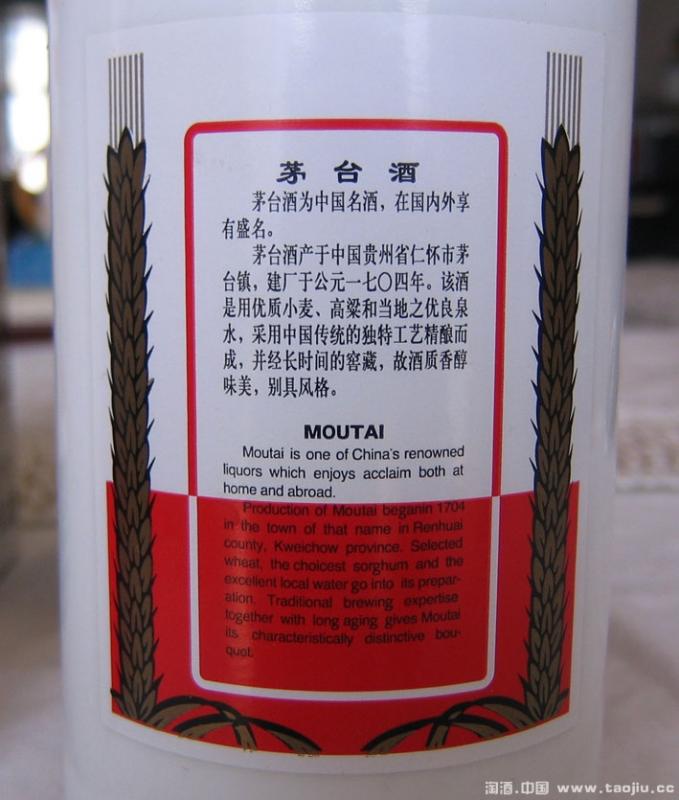 茅台酒
茅台酒为中国名酒，在国内外享
有盛名。
茅台酒产于中国贵州省仁怀市茅
台镇，建厂于公元一七〇四年。该酒
是用优质小麦、高粱和当地之优良泉
水，采用中国传统的独特工艺精酿而
成，并经长时间的窖藏，故酒质香醇
味美，别具风格。
MOUTAI
Moutai is one of China's renowned
liquors which enjoys acclaim both at
home and abroad.
Production of Moutai beganin 1704
in the town of that name in Renhuai
county, Kweichow province. Selected
wheat, the choicest sorghum and the
excellent local water go into its prepar-
ation. Traditional brewing expertise
together with long aging gives Moutai
its characteristically distinctive bou-
quot.
淘酒.中国 www.taojiu.cc